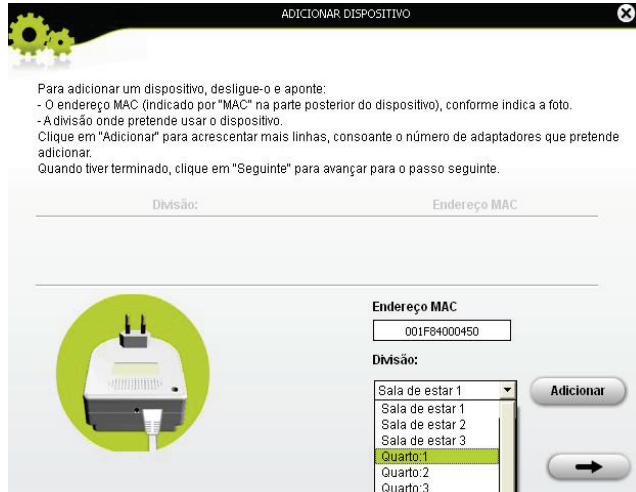 ADICIONAR DISPOSITIVO
Para adicionar um dispositivo, desligue-o e aponte:
- O endereço MAC (indicado por "MAC" na parte posterior do dispositivo), conforme indica a foto.
- A divisão onde pretende usar o dispositivo.
Clique em "Adicionar" para acrescentar mais linhas, consoante o número de adaptadores que pretende
adicionar.
Quando tiver terminado, clique em "Seguinte" para avançar para o passo seguinte.
Divisão: Endereço MAC
Endereço MAC
001F84000450
Divisão:
Sala de estar 1
Adicionar
Sala de estar 1
Sala de estar 2
Sala de estar 3
Quarto:1
Quarto:2
Quarto:3